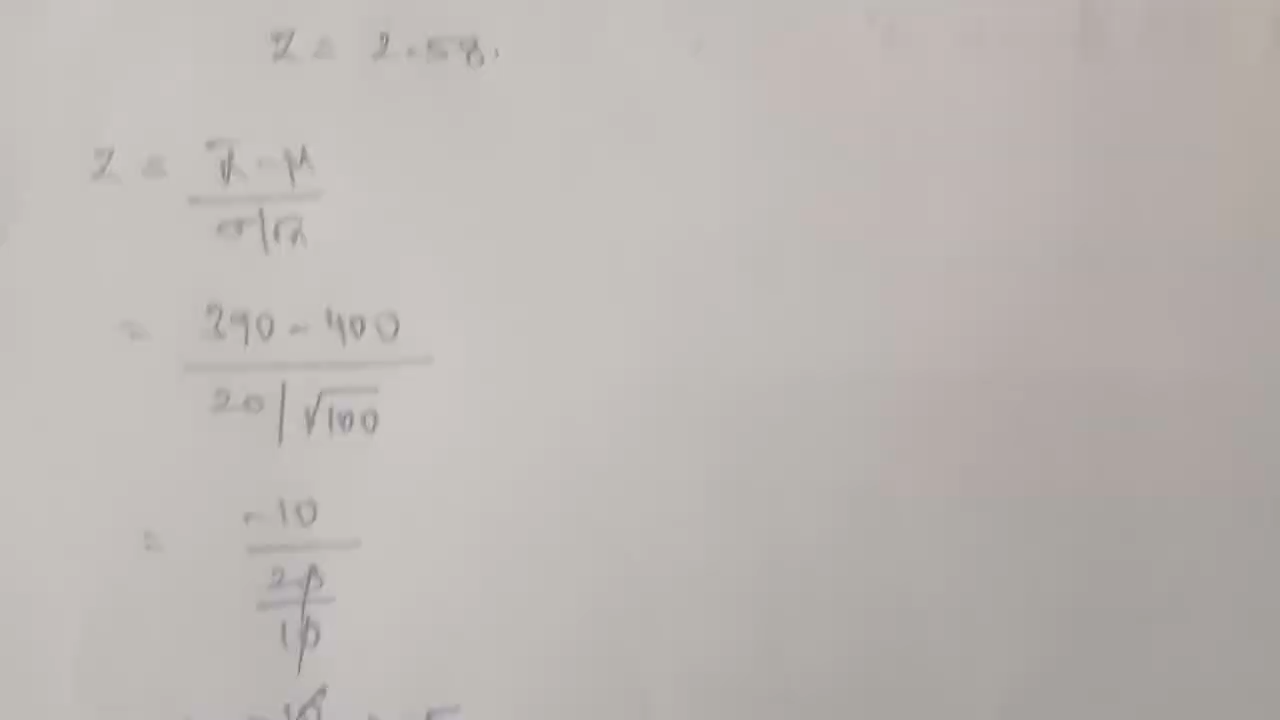 Z = 2.58.
Z = x̄ - μ
σ/√n
= 390 - 400
20/√100
= -10
20
10